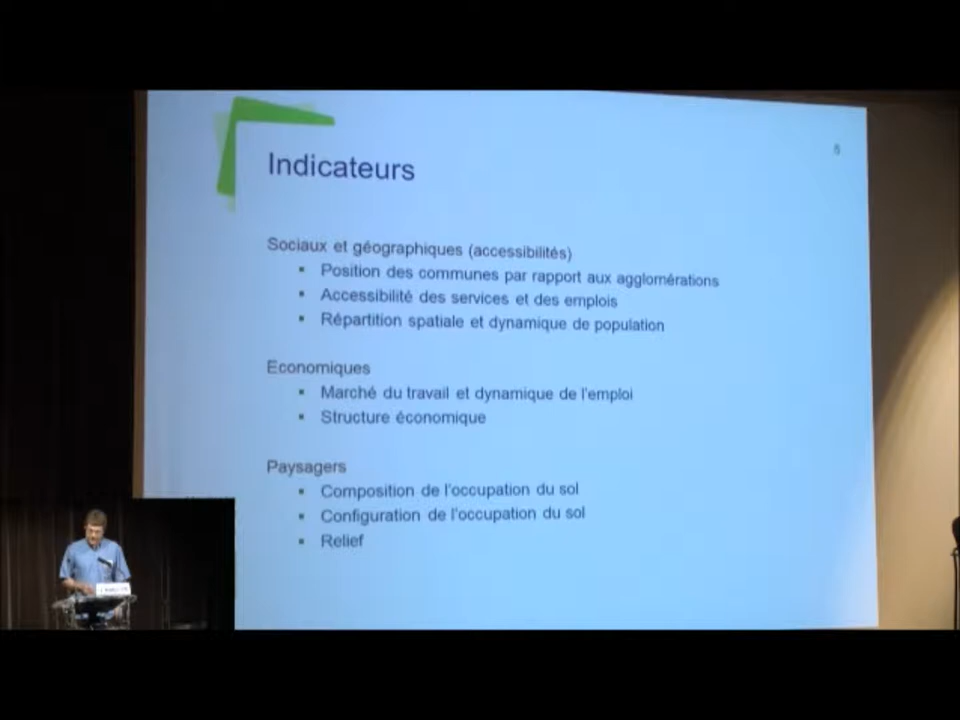 5
Indicateurs
Sociaux et géographiques (accessibilités)
▪ Position des communes par rapport aux agglomérations
▪ Accessibilité des services et des emplois
▪ Répartition spatiale et dynamique de population
Economiques
▪ Marché du travail et dynamique de l'emploi
▪ Structure économique
Paysagers
▪ Composition de l'occupation du sol
▪ Configuration de l'occupation du sol
▪ Relief